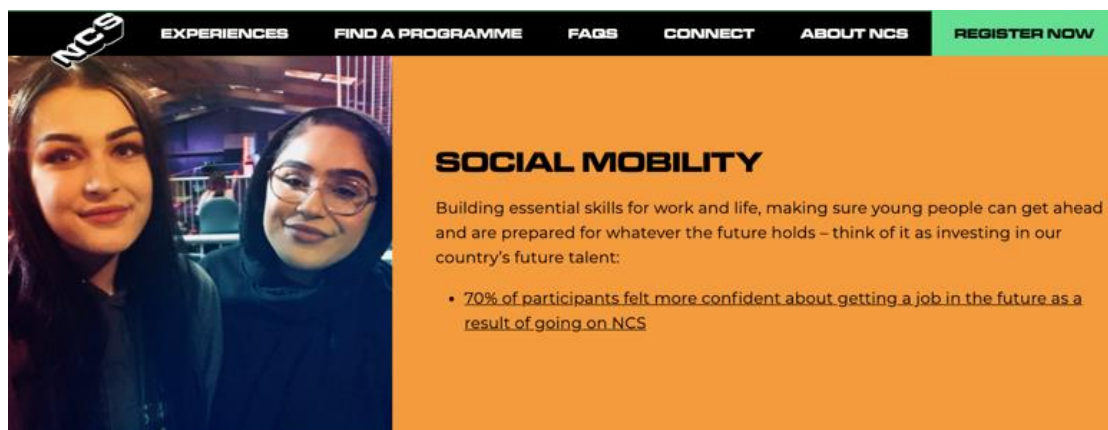 NCS
EXPERIENCES
FIND A PROGRAMME
FAQS
CONNECT
ABOUT NCS
REGISTER NOW
SOCIAL MOBILITY
Building essential skills for work and life, making sure young people can get ahead
and are prepared for whatever the future holds – think of it as investing in our
country's future talent:
• 70% of participants felt more confident about getting a job in the future as a
result of going on NCS